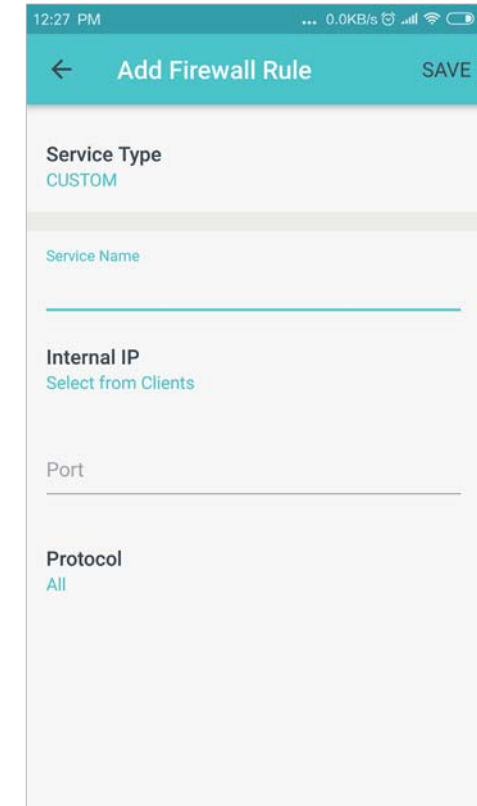 12:27 PM ... 0.0KB/s
Add Firewall Rule SAVE
Service Type
CUSTOM
Service Name
Internal IP
Select from Clients
Port
Protocol
All